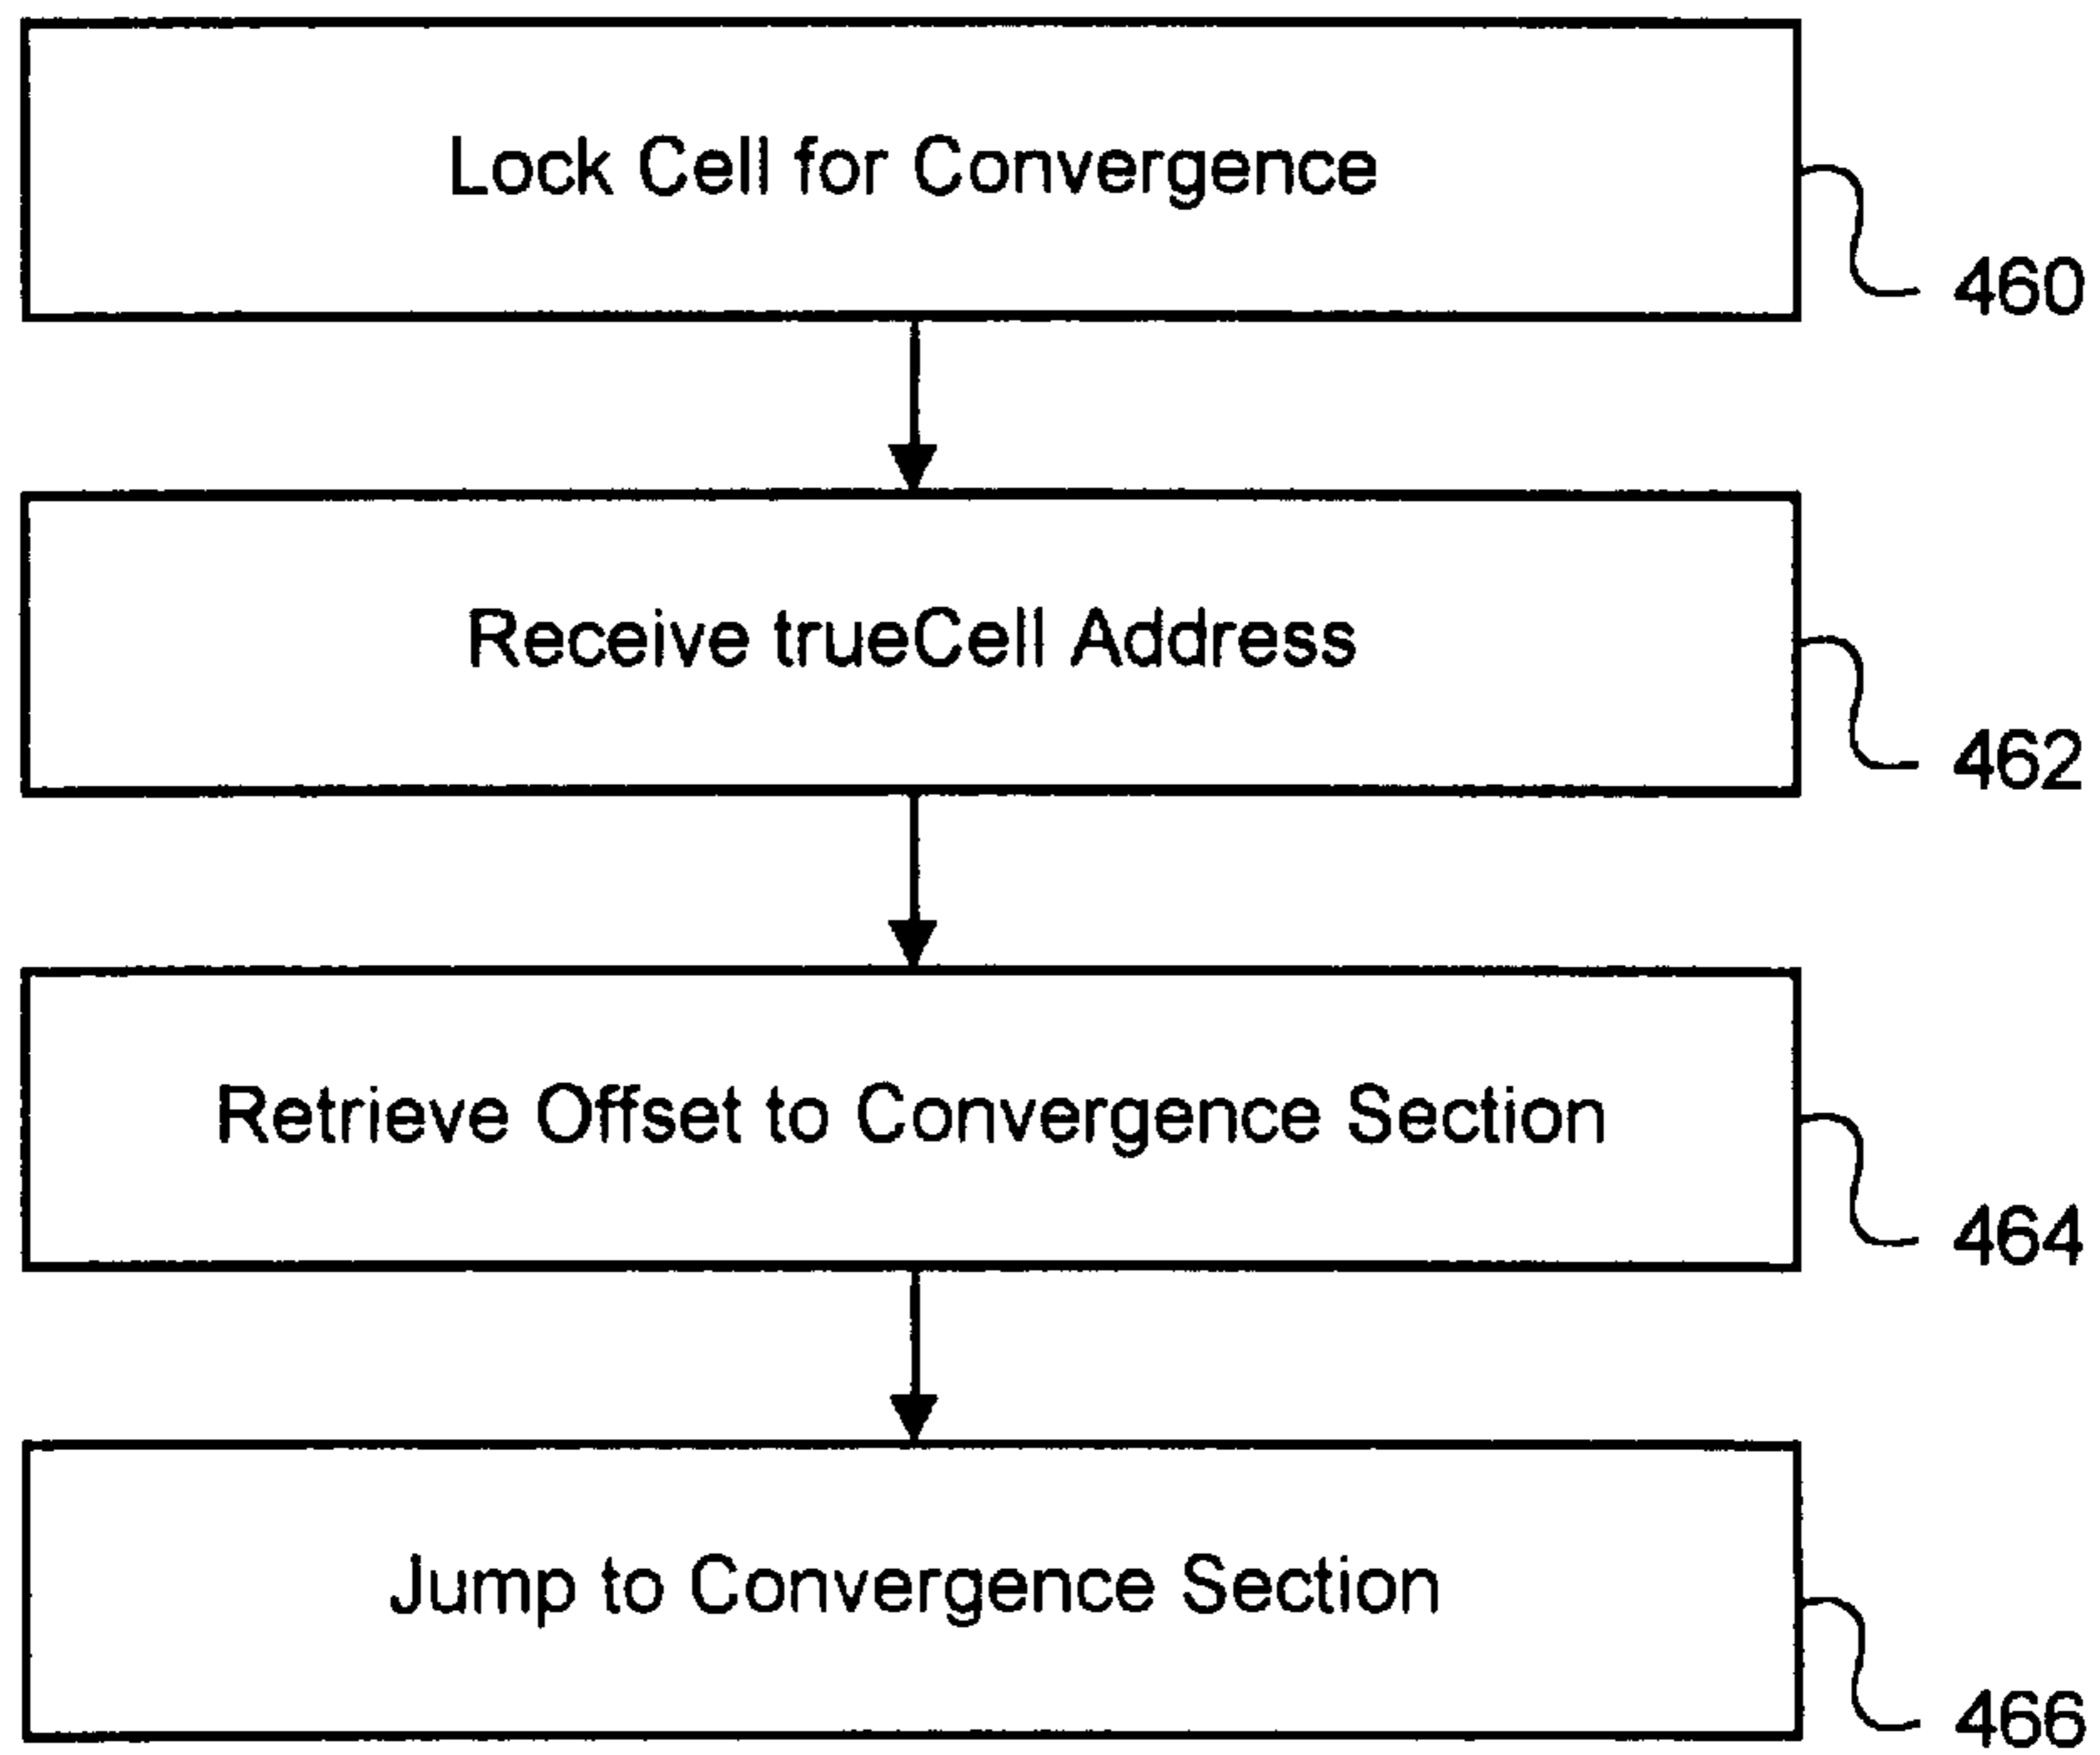 Lock Cell for Convergence
460
Receive trueCell Address
462
Retrieve Offset to Convergence Section
464
Jump to Convergence Section
466